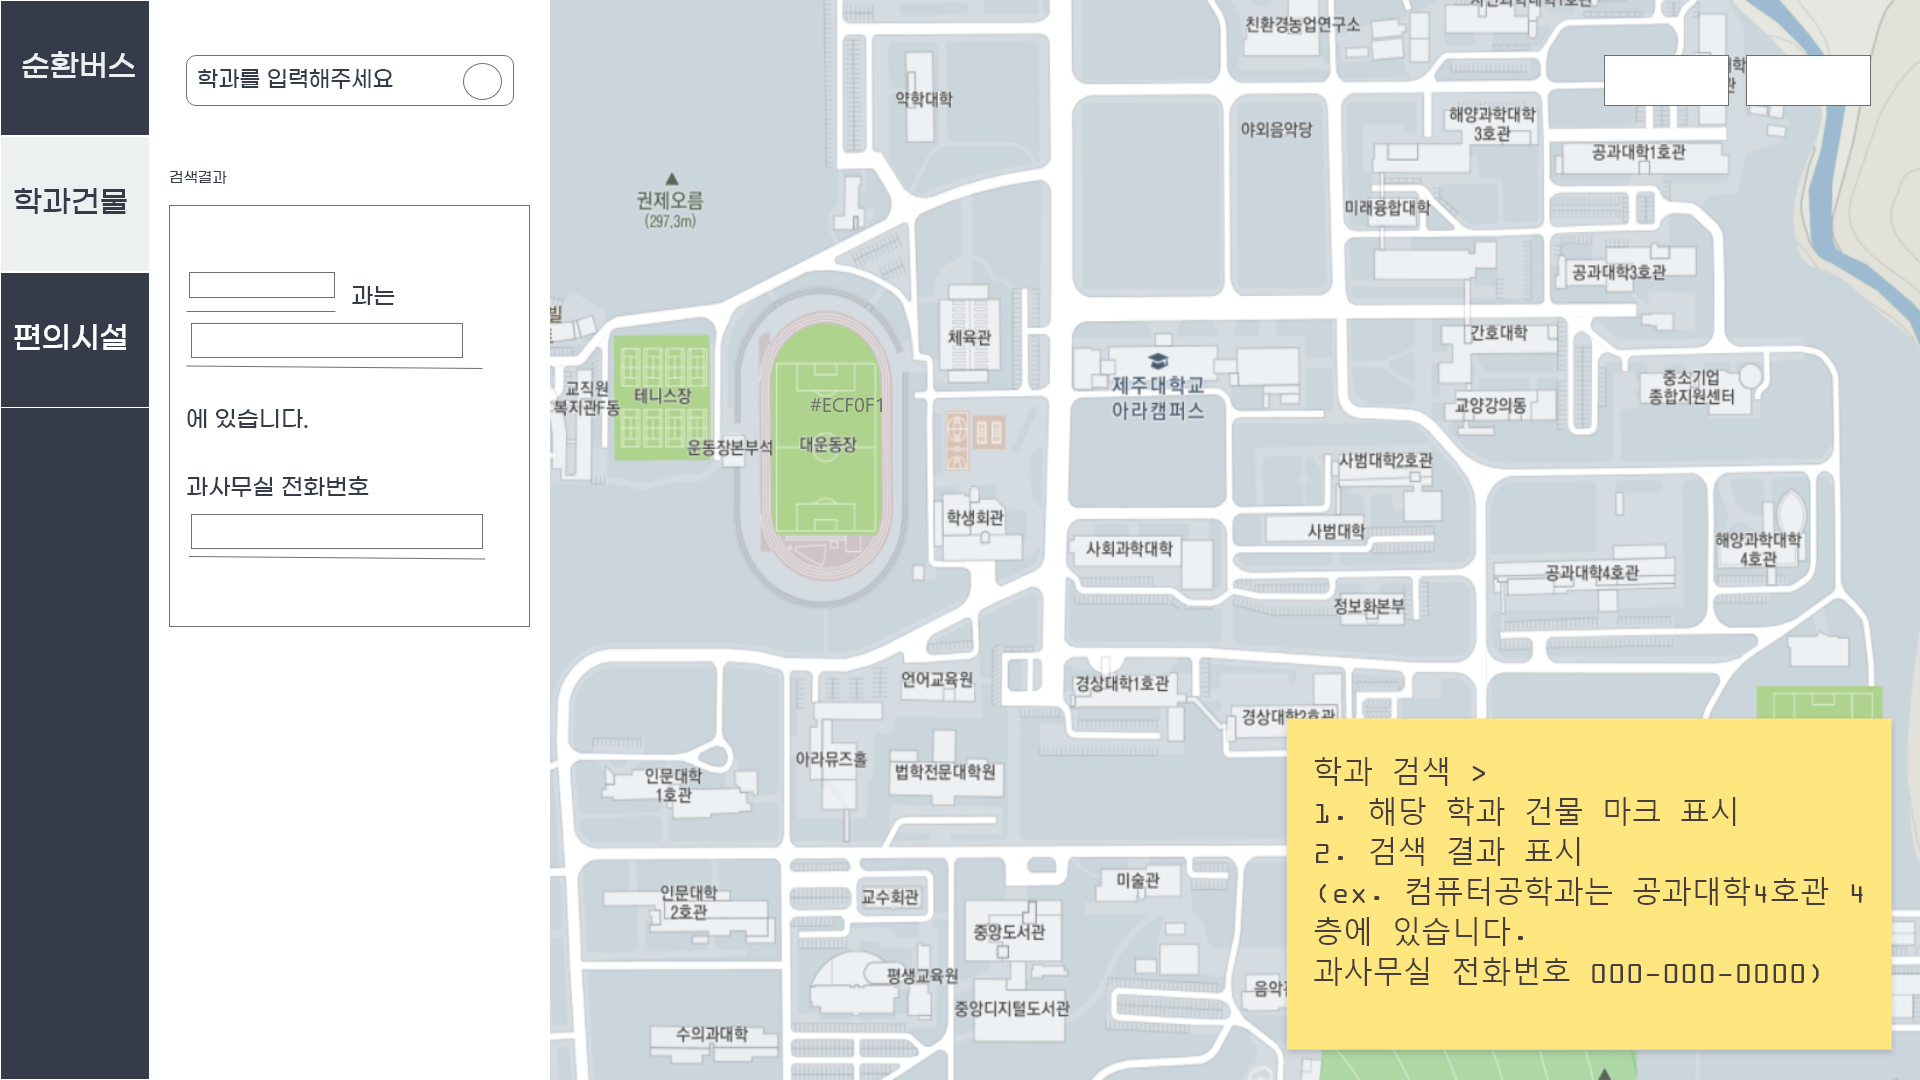 순환버스
학과건물
편의시설
학과를 입력해주세요
검색결과
과는
에 있습니다.
과사무실 전화번호
친환경농업연구소
약학대학
야외음악당
해양과학대학
3호관
공과대학1호관
권제오름
(297.3m)
미래융합대학
공과대학3호관
체육관
간호대학
제주대학교
아라캠퍼스
중소기업
종합지원센터
교직원
복지관F동
테니스장
#ECF0F1
교양강의동
운동장본부석
대운동장
사범대학2호관
학생회관
사범대학
사회과학대학
해양과학대학
4호관
공과대학4호관
정보화본부
언어교육원
경상대학1호관
경상대학2호관
아라뮤즈홀
법학전문대학원
인문대학
1호관
미술관
인문대학
2호관
교수회관
중앙도서관
평생교육원
중앙디지털도서관
수의과대학
학과 검색 >
1. 해당 학과 건물 마크 표시
2. 검색 결과 표시
(ex. 컴퓨터공학과는 공과대학4호관 4
층에 있습니다.
과사무실 전화번호 000-000-0000)